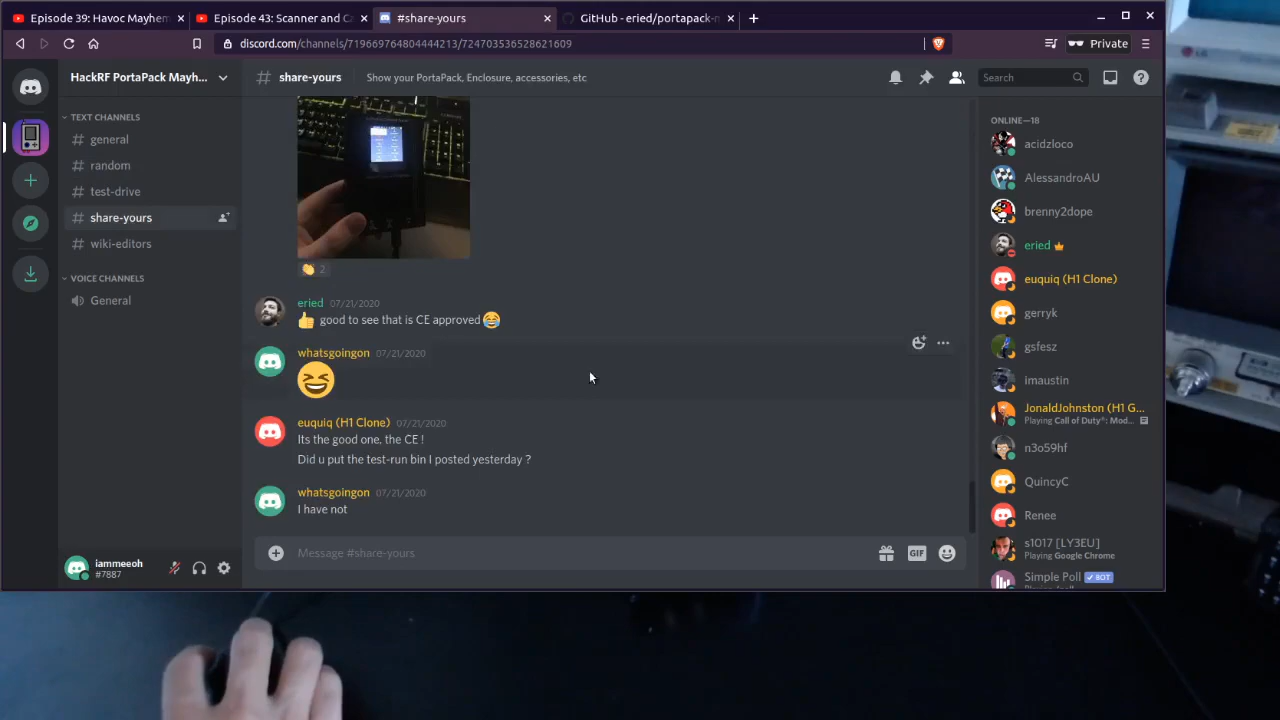 Episode 39: Havoc Mayhem
Episode 43: Scanner and C
#share-yours
GitHub - eried/portapack-m
discord.com/channels/719669764804444213/724703536528621609
Private
HackRF PortaPack Mayh...
share-yours
Show your PortaPack, Enclosure, accessories, etc
Search
TEXT CHANNELS
general
random
test-drive
share-yours
wiki-editors
VOICE CHANNELS
General
iammeeoh
#7887
2
eried 07/21/2020
good to see that is CE approved
whatsgoingon 07/21/2020
euquiq (H1 Clone) 07/21/2020
Its the good one, the CE !
Did u put the test-run bin I posted yesterday ?
whatsgoingon 07/21/2020
I have not
Message #share-yours
GIF
ONLINE—18
acidzloco
AlessandroAU
brenny2dope
eried
euquiq (H1 Clone)
gerryk
gsfesz
imaustin
JonaldJohnston (H1 G...
Playing Call of Duty®: Mod...
n3o59hf
QuincyC
Renee
s1017 [LY3EU]
Playing Google Chrome
Simple Poll BOT